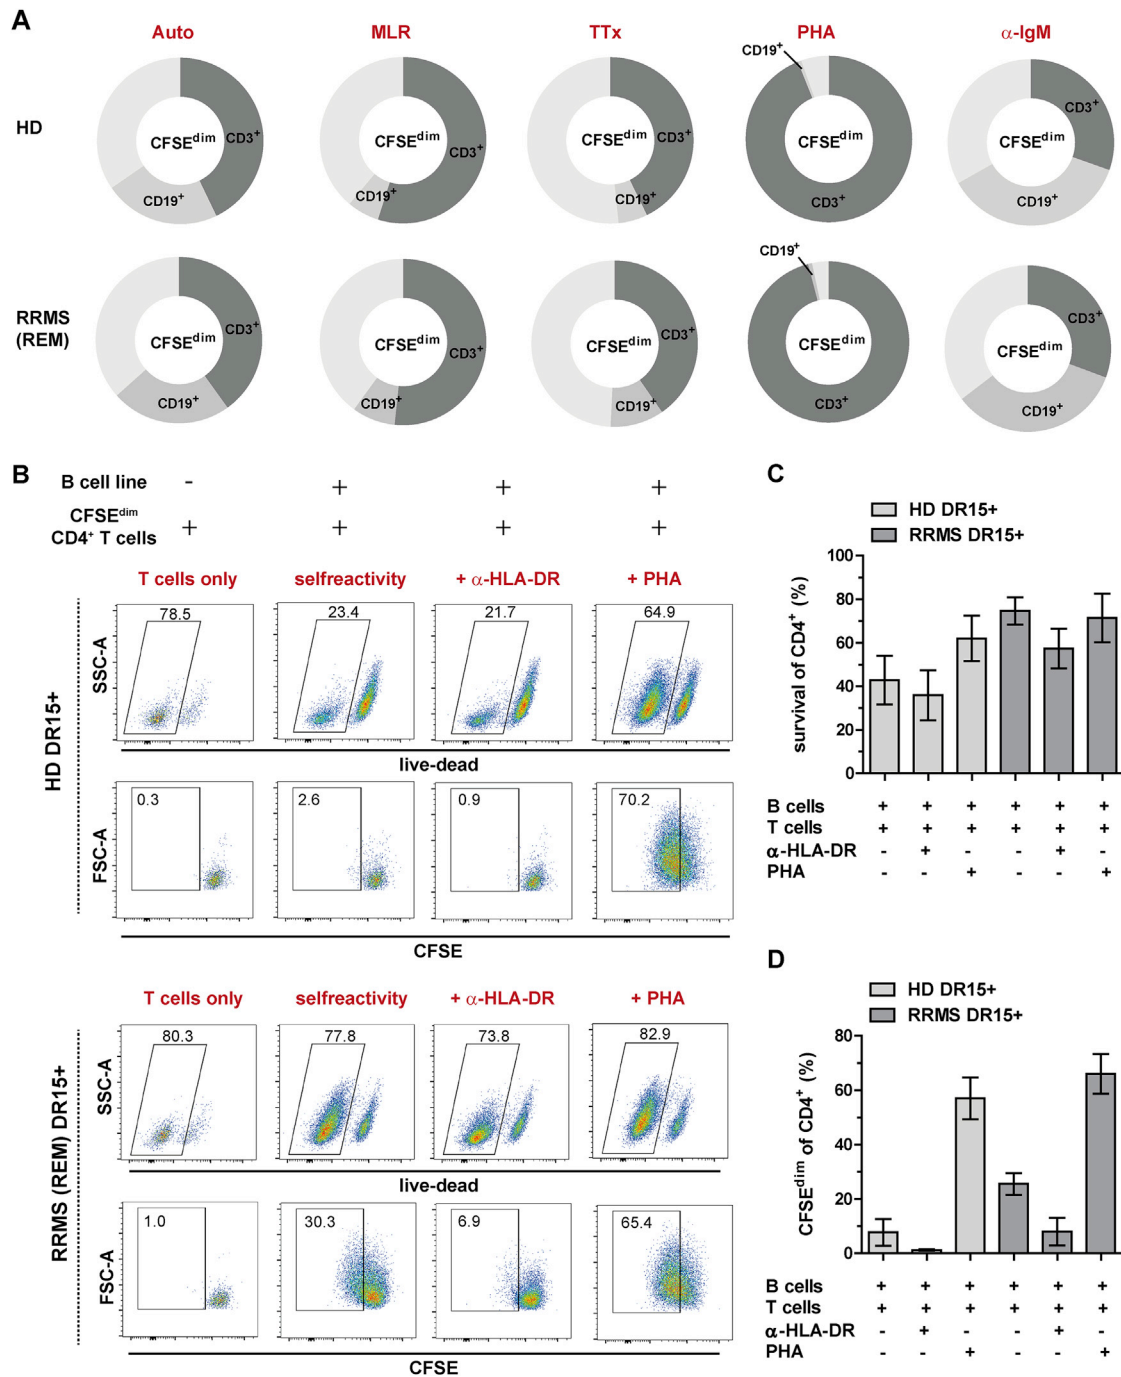 A
Auto MLR TTx PHA α-IgM
HD
CFSEdim CD3+ CD19+
CFSEdim CD3+ CD19+
CFSEdim CD3+ CD19+
CD19+ CFSEdim CD3+
CFSEdim CD3+ CD19+
RRMS
(REM)
CFSEdim CD3+ CD19+
CFSEdim CD3+ CD19+
CFSEdim CD3+ CD19+
CD19+ CFSEdim CD3+
CFSEdim CD3+ CD19+
B
B cell line - + + +
CFSEdim
CD4+ T cells + + + +
HD DR15+
T cells only selfreactivity + α-HLA-DR + PHA
SSC-A
78.5 23.4 21.7 64.9
live-dead
FSC-A
0.3 2.6 0.9 70.2
CFSE
RRMS (REM) DR15+
T cells only selfreactivity + α-HLA-DR + PHA
SSC-A
80.3 77.8 73.8 82.9
live-dead
FSC-A
1.0 30.3 6.9 65.4
CFSE
C
HD DR15+
RRMS DR15+
survival of CD4+ (%)
100
80
60
40
20
0
B cells + + + + + +
T cells + + + + + +
α-HLA-DR - + - - + -
PHA - - + - - +
D
HD DR15+
RRMS DR15+
CFSEdim of CD4+ (%)
80
60
40
20
0
B cells + + + + + +
T cells + + + + + +
α-HLA-DR - + - - + -
PHA - - + - - +